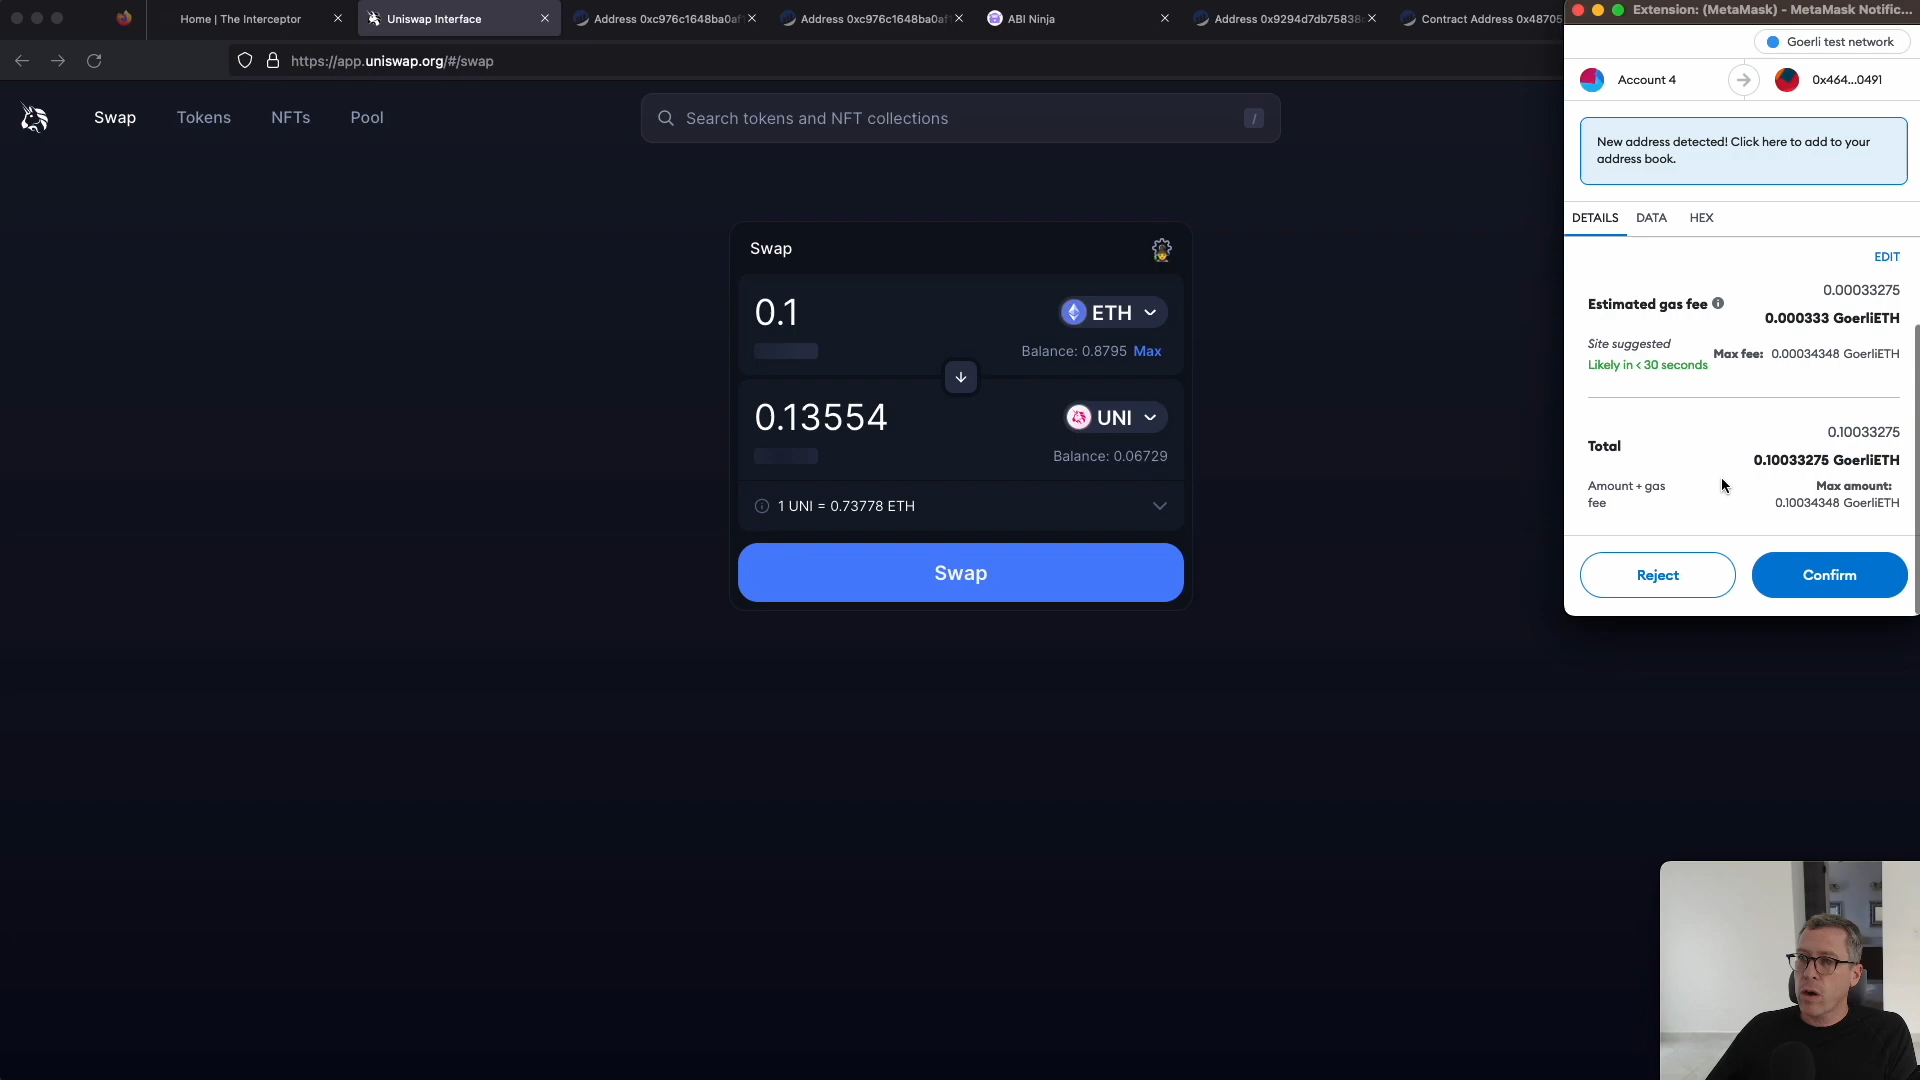 Home | The Interceptor
Uniswap Interface
Address 0xc976c1648ba0af
Address 0xc976c1648ba0af
ABI Ninja
Address 0x9294d7db75838
Contract Address 0x48705
Extension: (MetaMask) - MetaMask Notific...
https://app.uniswap.org/#/swap
Goerli test network
Account 4
0x464...0491
Swap
Tokens
NFTs
Pool
Search tokens and NFT collections
/
New address detected! Click here to add to your
address book.
DETAILS
DATA
HEX
EDIT
Estimated gas fee
0.00033275
0.000333 GoerliETH
Site suggested
Likely in < 30 seconds
Max fee: 0.00034348 GoerliETH
Total
0.10033275
0.10033275 GoerliETH
Amount + gas
fee
Max amount:
0.10034348 GoerliETH
Reject
Confirm
Swap
0.1
ETH
Balance: 0.8795 Max
0.13554
UNI
Balance: 0.06729
1 UNI = 0.73778 ETH
Swap